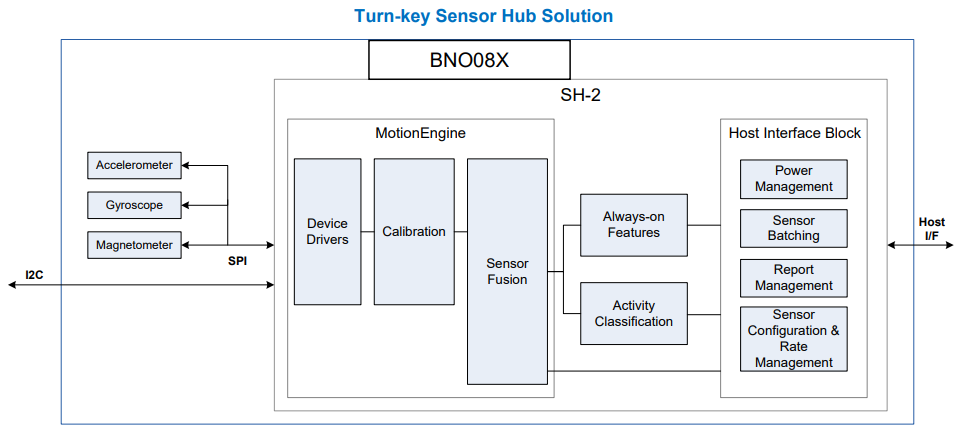 Turn-key Sensor Hub Solution
BNO08X
SH-2
MotionEngine
Host Interface Block
Accelerometer
Gyroscope
Magnetometer
SPI
I2C
Device
Drivers
Calibration
Sensor
Fusion
Always-on
Features
Activity
Classification
Power
Management
Sensor
Batching
Report
Management
Sensor
Configuration &
Rate
Management
Host
I/F